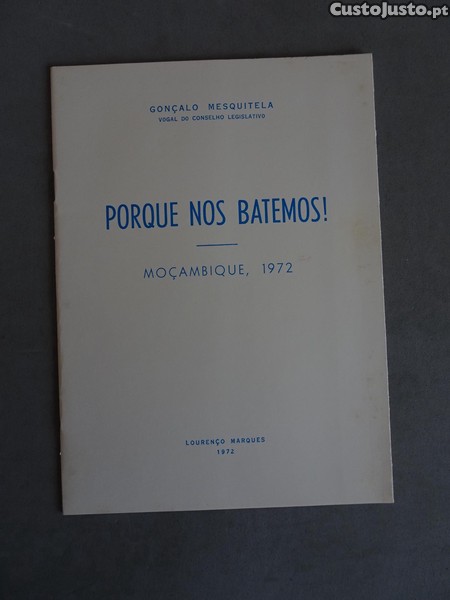 CustoJusto.pt
GONÇALO MESQUITELA
VOGAL DO CONSELHO LEGISLATIVO
PORQUE NOS BATEMOS!
MOÇAMBIQUE, 1972
LOURENÇO MARQUES
1972